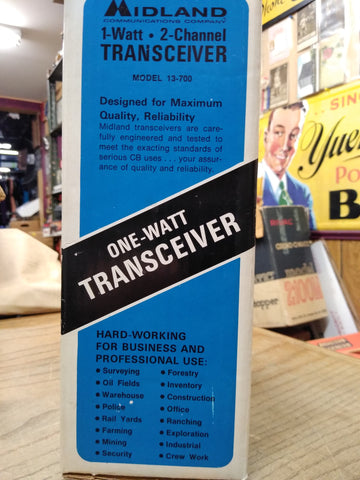 MIDLAND
COMMUNICATIONS COMPANY
1-Watt • 2-Channel
TRANSCEIVER
MODEL 13-700
Designed for Maximum
Quality, Reliability
Midland transceivers are care-
fully engineered and tested to
meet the exacting standards of
serious CB uses . . . your assur-
ance of quality and reliability.
ONE-WATT
TRANSCEIVER
HARD-WORKING
FOR BUSINESS AND
PROFESSIONAL USE:
• Surveying
• Oil Fields
• Warehouse
• Police
• Rail Yards
• Farming
• Mining
• Security
• Forestry
• Inventory
• Construction
• Office
• Ranching
• Exploration
• Industrial
• Crew Work
SIN
Yue
Po
B